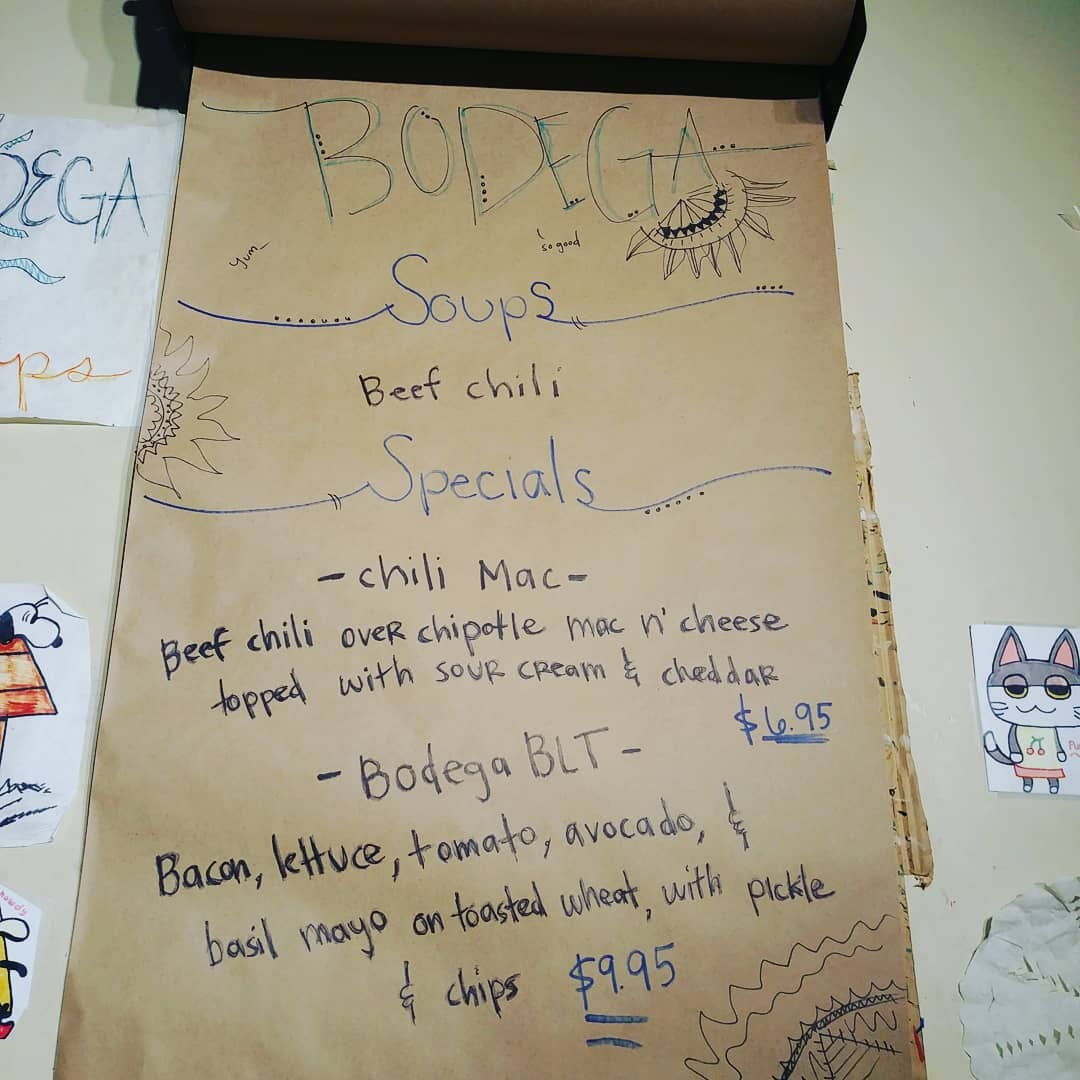 BODEGA
yum
so good
Soups
Beef chili
Specials
- chili Mac -
Beef chili over chipotle mac n' cheese
topped with sour cream & cheddar
$6.95
- Bodega BLT -
Bacon, lettuce, tomato, avocado, &
basil mayo on toasted wheat, with pickle
& chips $9.95
howdy